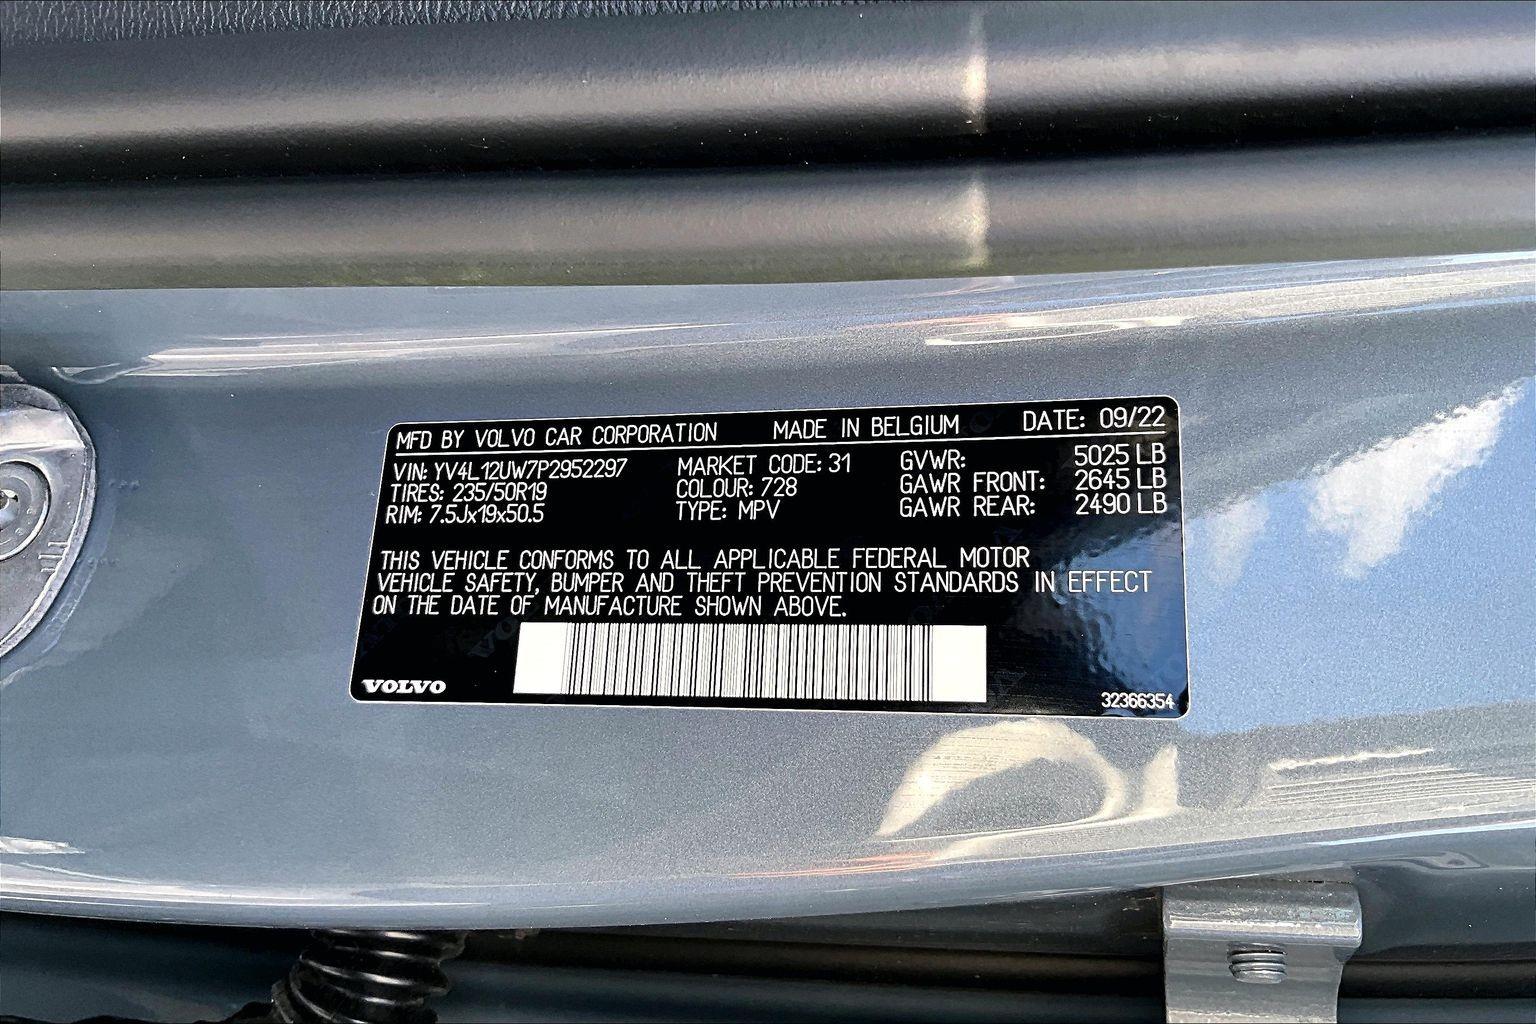 MFD BY VOLVO CAR CORPORATION MADE IN BELGIUM DATE: 09/22
VIN: YV4L12UW7P2952297 MARKET CODE: 31 GVWR: 5025 LB
TIRES: 235/50R19 COLOUR: 728 GAWR FRONT: 2645 LB
RIM: 7.5Jx19x50.5 TYPE: MPV GAWR REAR: 2490 LB
THIS VEHICLE CONFORMS TO ALL APPLICABLE FEDERAL MOTOR
VEHICLE SAFETY, BUMPER AND THEFT PREVENTION STANDARDS IN EFFECT
ON THE DATE OF MANUFACTURE SHOWN ABOVE.
VOLVO 32366354